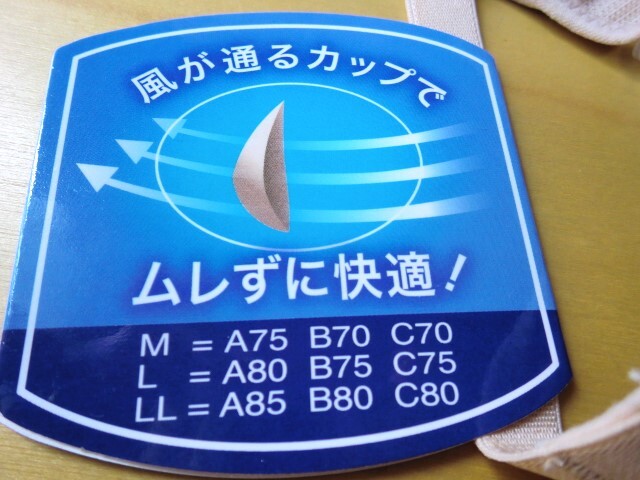 風が通るカップで
ムレずに快適!
M = A75 B70 C70
L = A80 B75 C75
LL = A85 B80 C80